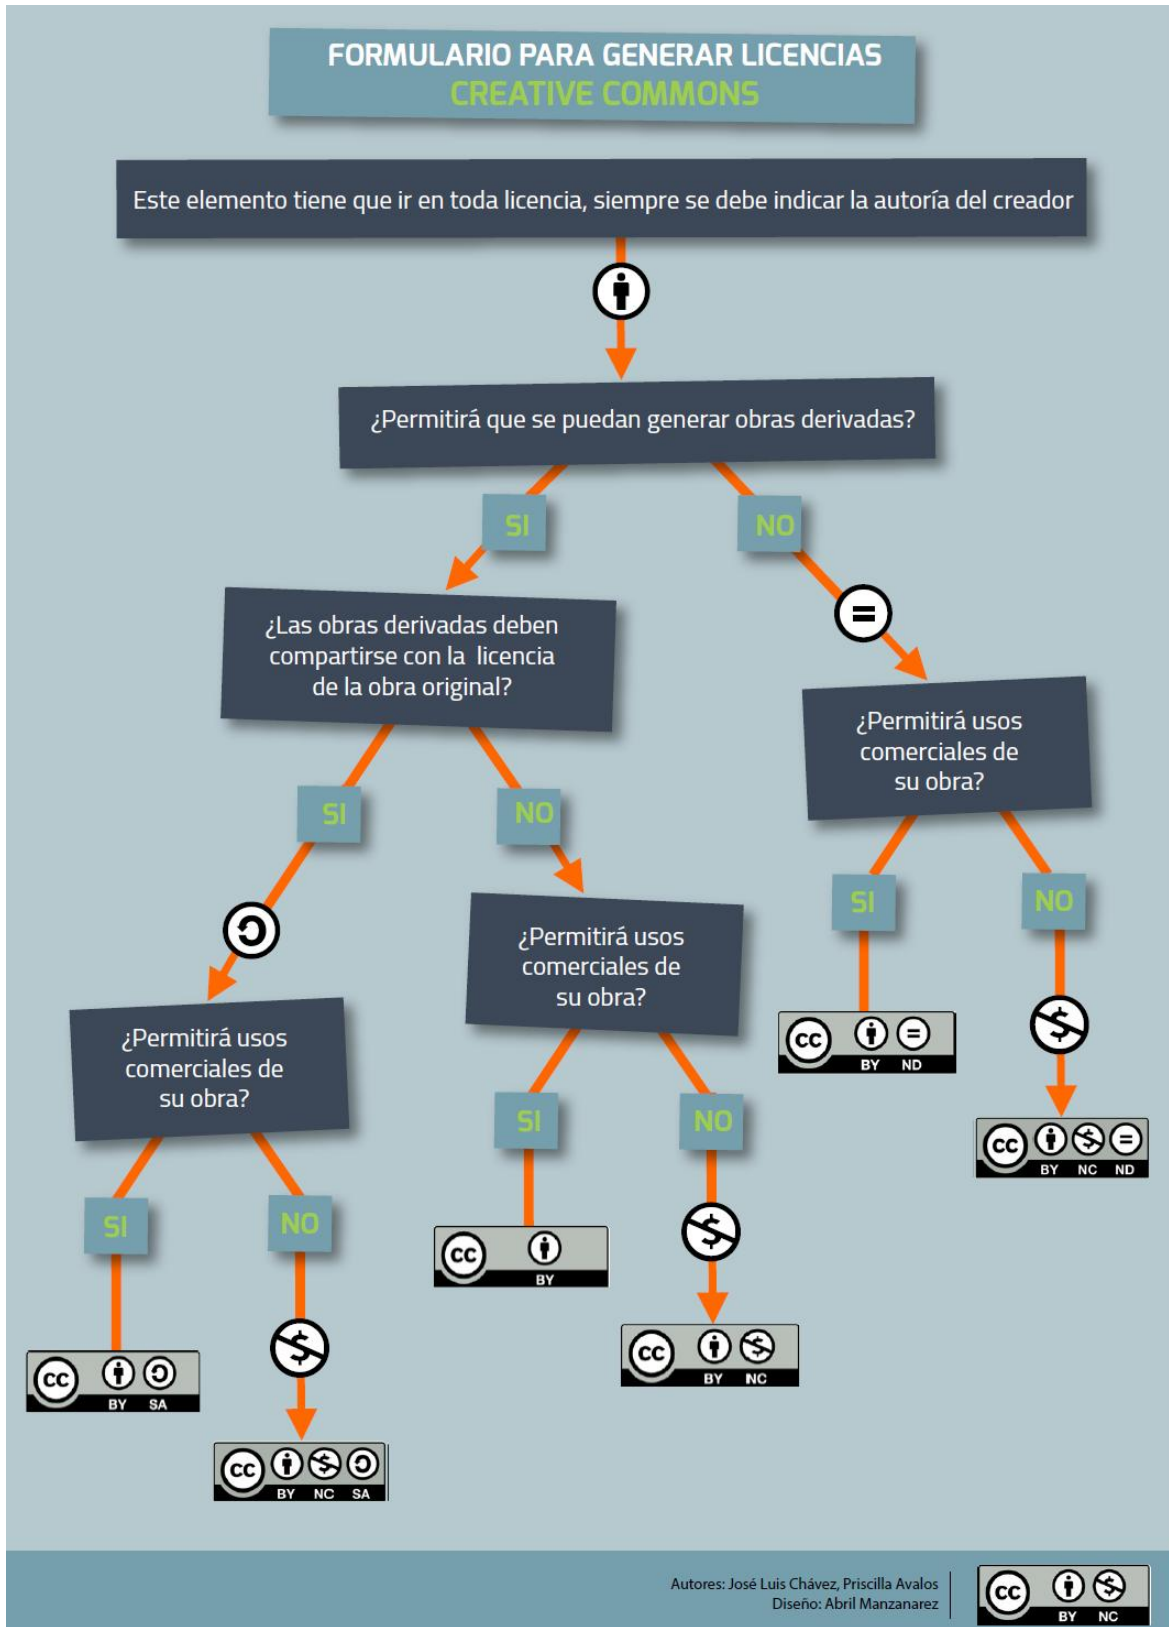 FORMULARIO PARA GENERAR LICENCIAS
CREATIVE COMMONS
Este elemento tiene que ir en toda licencia, siempre se debe indicar la autoría del creador
¿Permitirá que se puedan generar obras derivadas?
SI
NO
¿Las obras derivadas deben
compartirse con la licencia
de la obra original?
¿Permitirá usos
comerciales de
su obra?
SI
NO
SI
NO
¿Permitirá usos
comerciales de
su obra?
¿Permitirá usos
comerciales de
su obra?
cc
BY ND
SI
NO
cc
BY NC ND
SI
NO
cc
BY
cc
BY NC
cc
BY SA
cc
BY NC SA
Autores: José Luis Chávez, Priscilla Avalos
Diseño: Abril Manzanarez
cc
BY NC